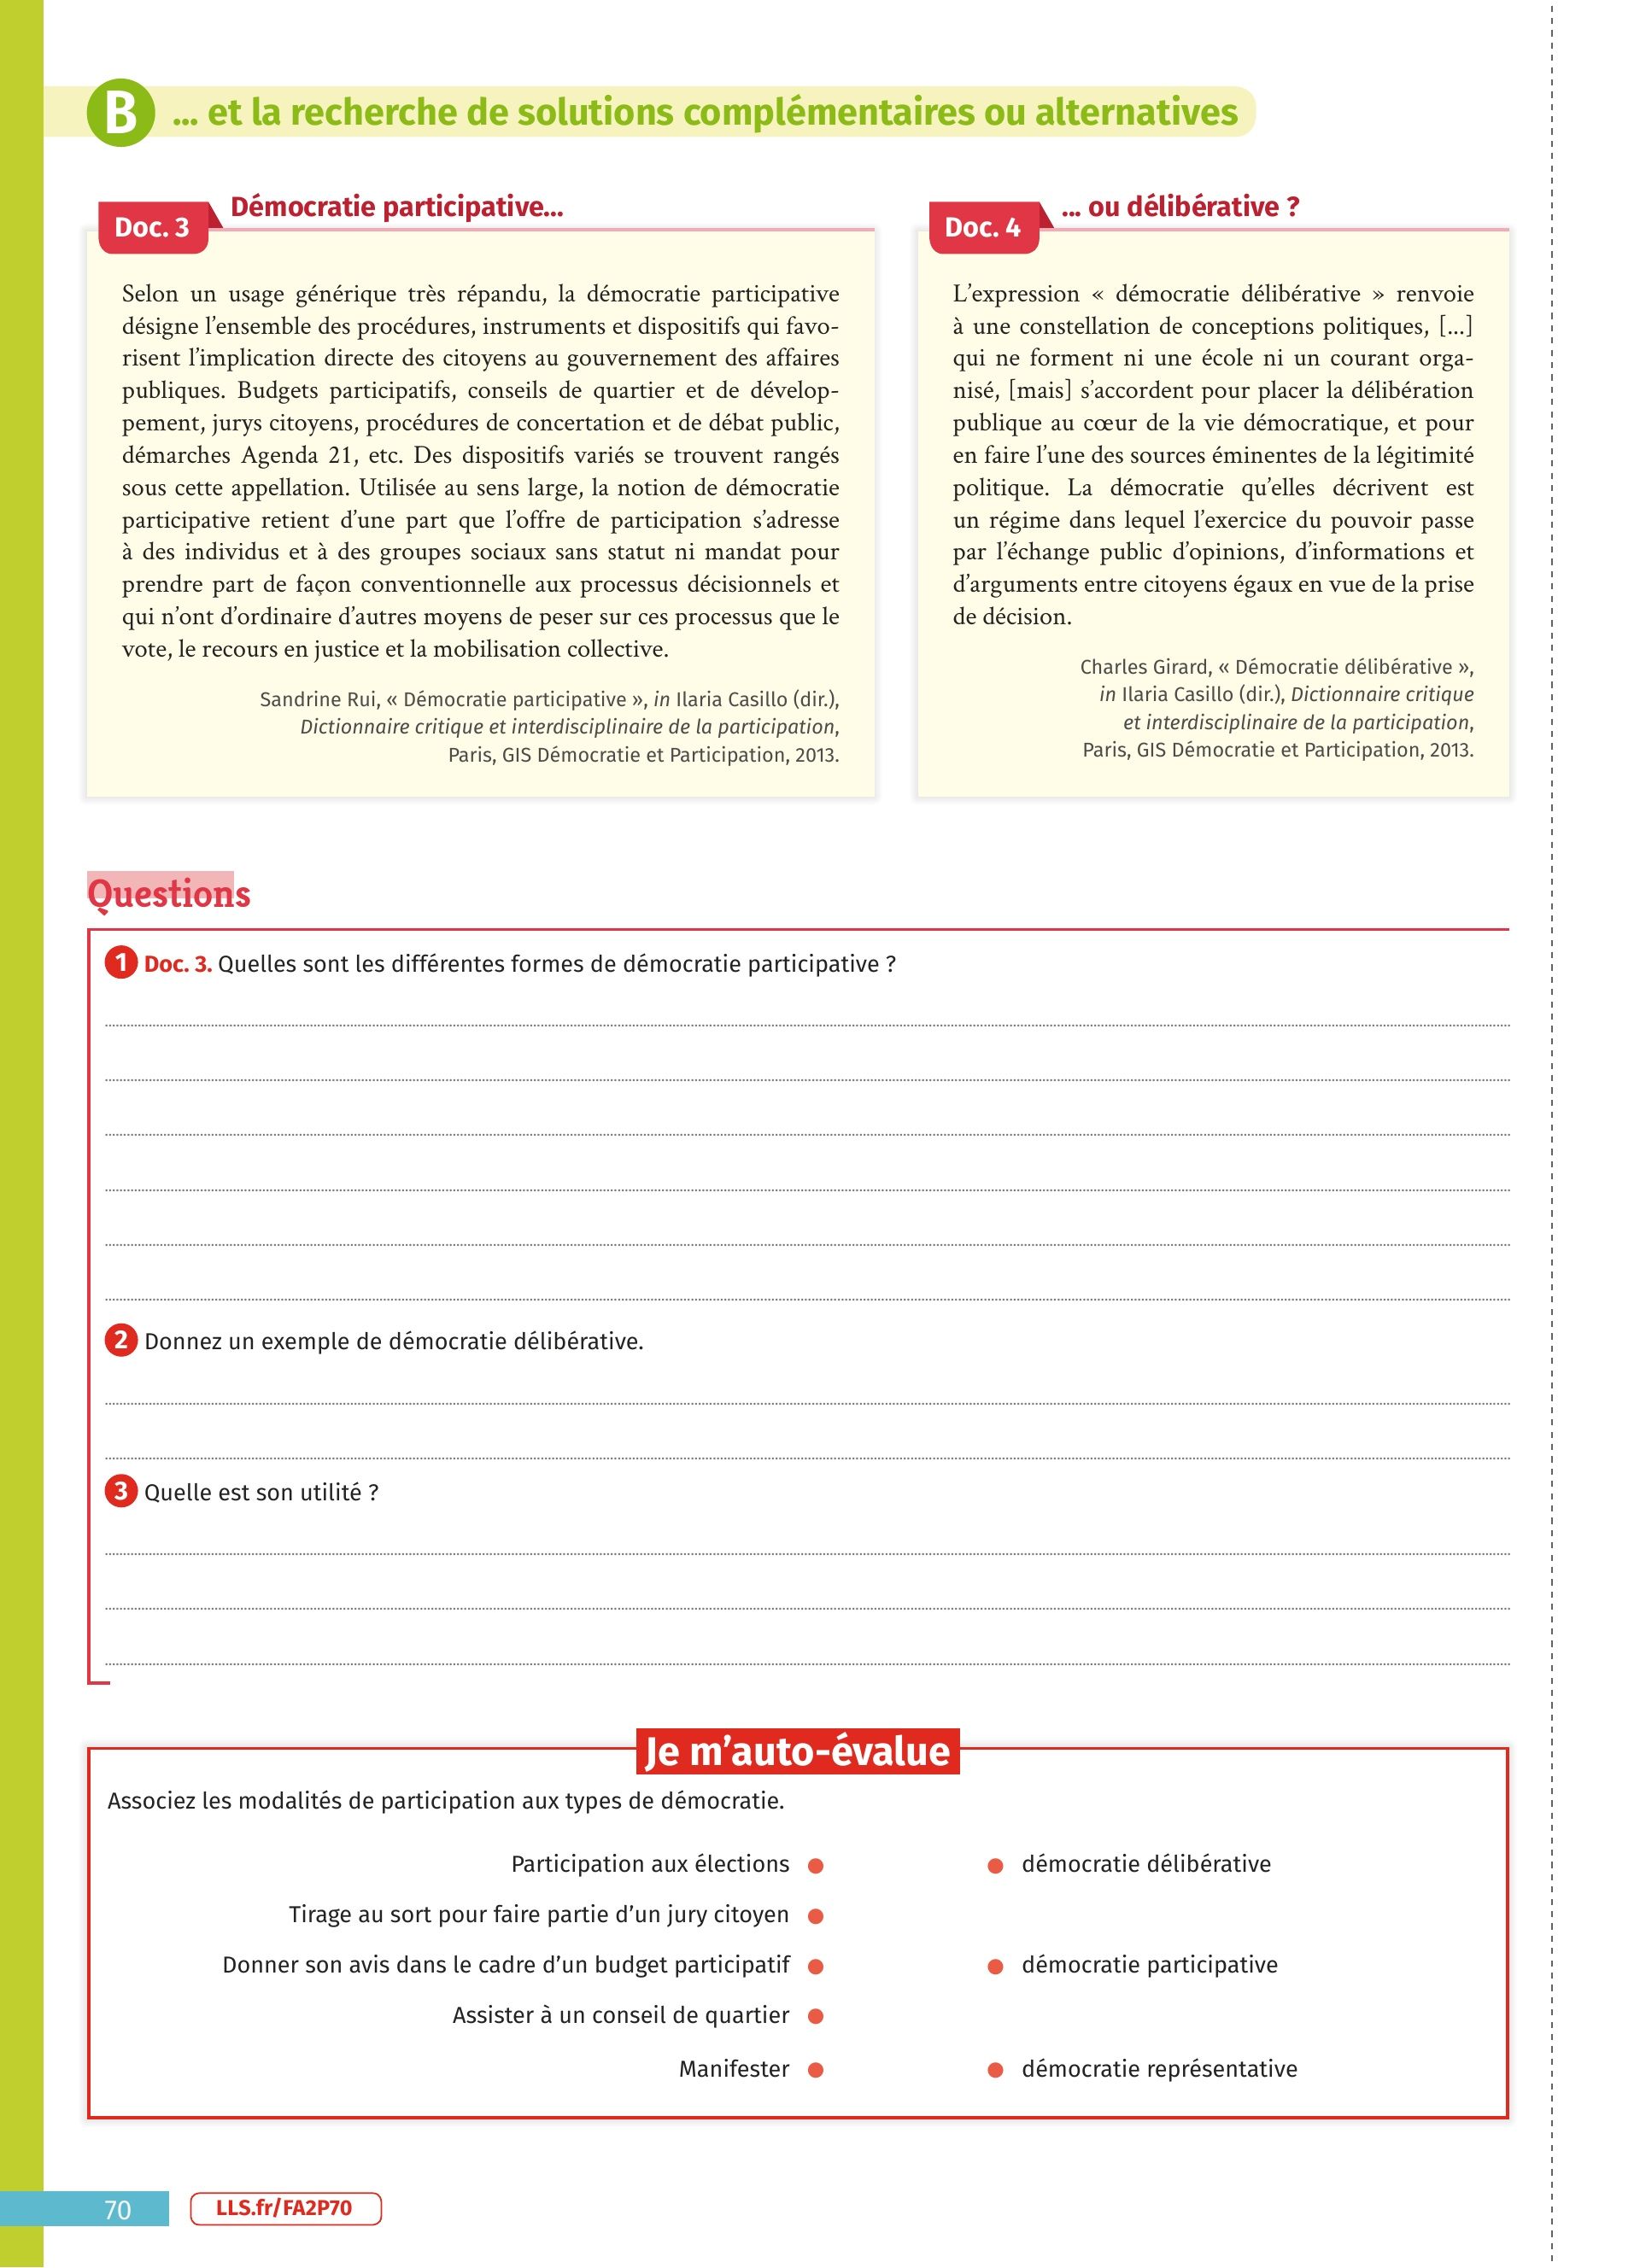 B
... et la recherche de solutions complémentaires ou alternatives
Doc. 3
Démocratie participative...
Selon un usage générique très répandu, la démocratie participative
désigne l'ensemble des procédures, instruments et dispositifs qui favo-
risent l'implication directe des citoyens au gouvernement des affaires
publiques. Budgets participatifs, conseils de quartier et de dévelop-
pement, jurys citoyens, procédures de concertation et de débat public,
démarches Agenda 21, etc. Des dispositifs variés se trouvent rangés
sous cette appellation. Utilisée au sens large, la notion de démocratie
participative retient d'une part que l'offre de participation s'adresse
à des individus et à des groupes sociaux sans statut ni mandat pour
prendre part de façon conventionnelle aux processus décisionnels et
qui n'ont d'ordinaire d'autres moyens de peser sur ces processus que le
vote, le recours en justice et la mobilisation collective.
Sandrine Rui, « Démocratie participative », in Ilaria Casillo (dir.),
Dictionnaire critique et interdisciplinaire de la participation,
Paris, GIS Démocratie et Participation, 2013.
Doc. 4
... ou délibérative ?
L'expression « démocratie délibérative » renvoie
à une constellation de conceptions politiques, [...]
qui ne forment ni une école ni un courant orga-
nisé, [mais] s'accordent pour placer la délibération
publique au cœur de la vie démocratique, et pour
en faire l'une des sources éminentes de la légitimité
politique. La démocratie qu'elles décrivent est
un régime dans lequel l'exercice du pouvoir passe
par l'échange public d'opinions, d'informations et
d'arguments entre citoyens égaux en vue de la prise
de décision.
Charles Girard, « Démocratie délibérative »,
in Ilaria Casillo (dir.), Dictionnaire critique
et interdisciplinaire de la participation,
Paris, GIS Démocratie et Participation, 2013.
Questions
1 Doc. 3. Quelles sont les différentes formes de démocratie participative ?
2 Donnez un exemple de démocratie délibérative.
3 Quelle est son utilité ?
Je m'auto-évalue
Associez les modalités de participation aux types de démocratie.
Participation aux élections
démocratie délibérative
Tirage au sort pour faire partie d'un jury citoyen
Donner son avis dans le cadre d'un budget participatif
démocratie participative
Assister à un conseil de quartier
Manifester
démocratie représentative
70
LLS.fr/FA2P70